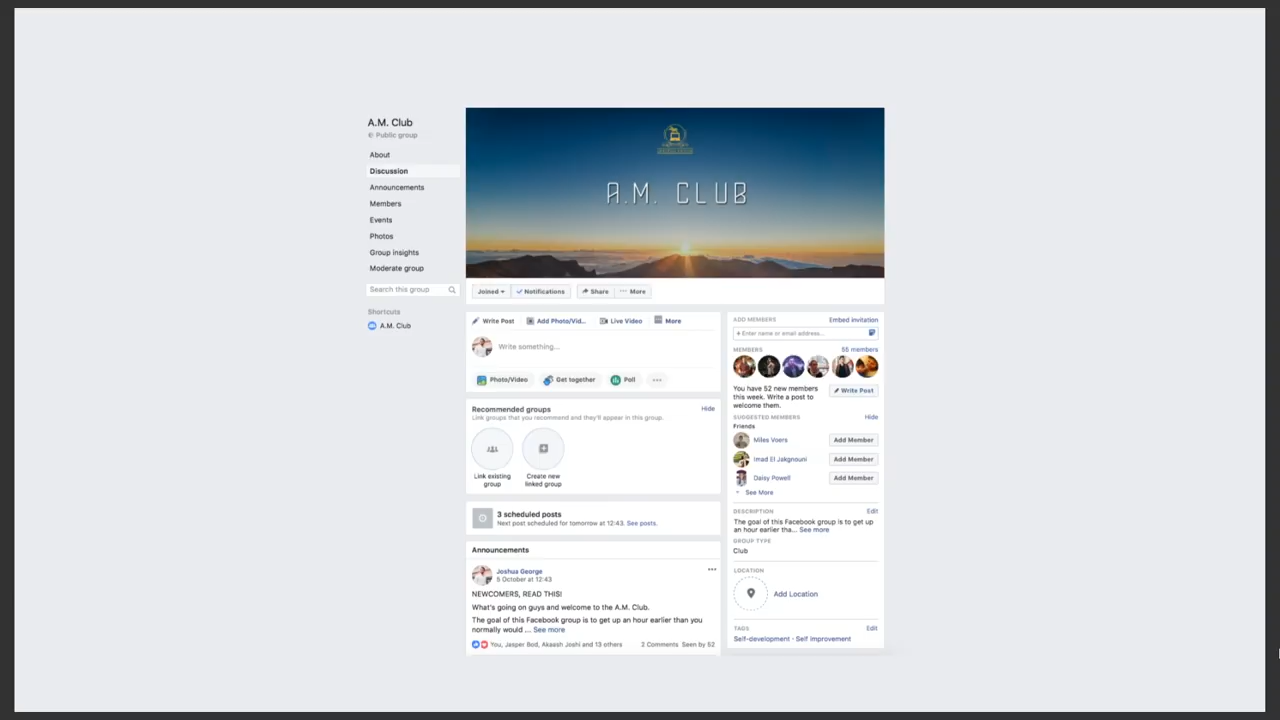 A.M. Club
Public group
About
Discussion
Announcements
Members
Events
Photos
Group insights
Moderate group
Search this group
Shortcuts
A.M. Club
A.M. CLUB
Joined
Notifications
Share
More
Write Post
Add Photo/Vid...
Live Video
More
Write something...
Photo/Video
Get together
Poll
Recommended groups
Hide
Link groups that you recommend and they'll appear in this group.
Link existing
group
Create new
linked group
3 scheduled posts
Next post scheduled for tomorrow at 12:43. See posts.
Announcements
Joshua George
5 October at 12:43
NEWCOMERS, READ THIS!
What's going on guys and welcome to the A.M. Club.
The goal of this Facebook group is to get up an hour earlier than you
normally would ... See more
You, Jasper Bod, Akaash Joshi and 13 others
2 Comments Seen by 52
ADD MEMBERS
Embed invitation
+ Enter name or email address...
MEMBERS
55 members
You have 52 new members
this week. Write a post to
welcome them.
Write Post
SUGGESTED MEMBERS
Hide
Friends
Miles Voers
Add Member
Imad El Jakgnouni
Add Member
Daisy Powell
Add Member
See More
DESCRIPTION
Edit
The goal of this Facebook group is to get up
an hour earlier tha... See more
GROUP TYPE
Club
LOCATION
Add Location
TAGS
Edit
Self-development · Self improvement